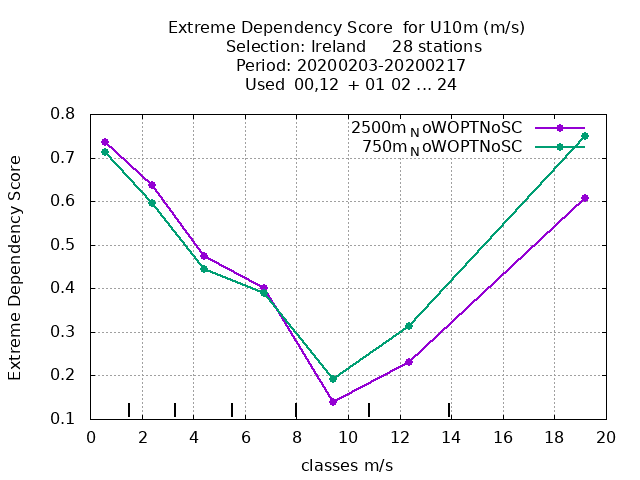 Extreme Dependency Score  for U10m (m/s)
Selection: Ireland     28 stations
Period: 20200203-20200217
Used  00,12  + 01 02 ... 24
2500m_NoWOPTNoSC
750m_NoWOPTNoSC
Extreme Dependency Score
0.8
0.7
0.6
0.5
0.4
0.3
0.2
0.1
0 2 4 6 8 10 12 14 16 18 20
classes m/s